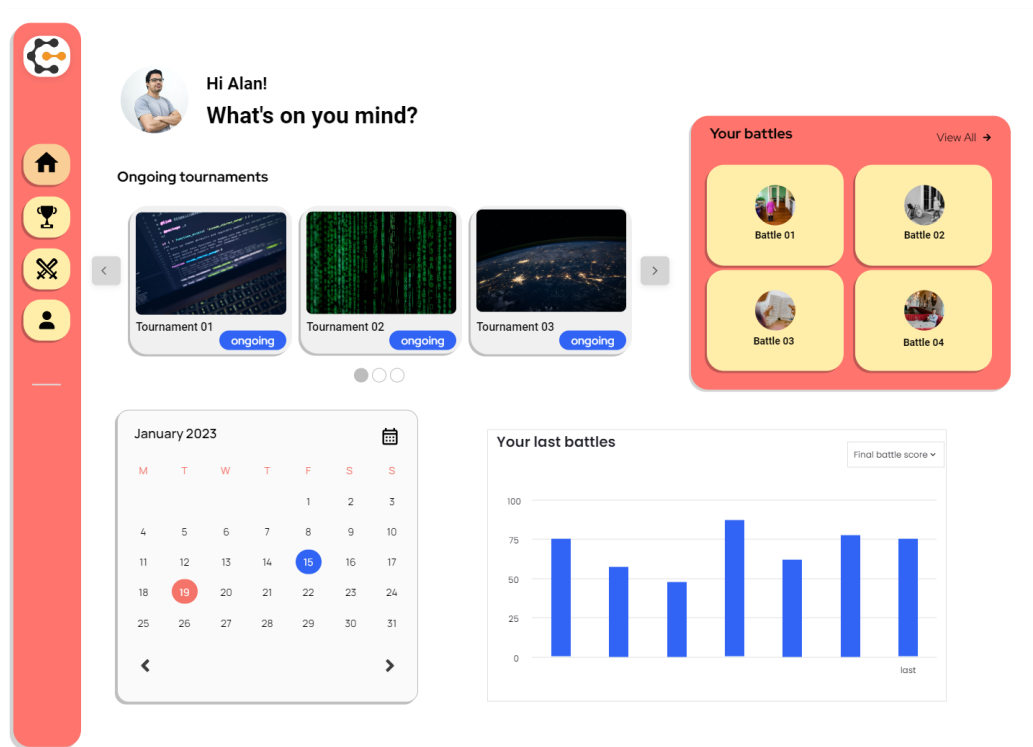 Hi Alan!
What's on you mind?
Ongoing tournaments
Tournament 01
ongoing
Tournament 02
ongoing
Tournament 03
ongoing
Your battles
View All
Battle 01
Battle 02
Battle 03
Battle 04
January 2023
M T W T F S S
1 2 3
4 5 6 7 8 9 10
11 12 13 14 15 16 17
18 19 20 21 22 23 24
25 26 27 28 29 30 31
Your last battles
Final battle score
100
75
50
25
0
last